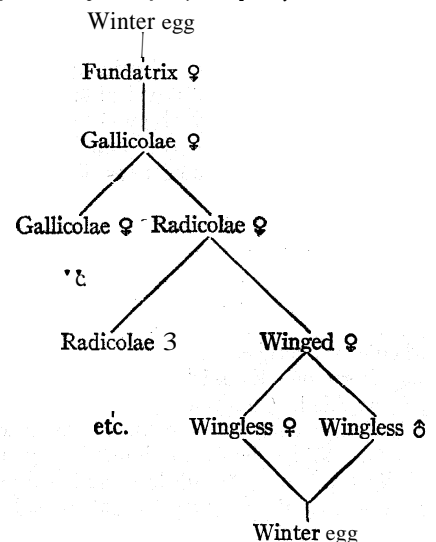 Winter egg
Fundatrix ♀
Gallicolae ♀
Gallicolae ♀ Radicolae ♀
Radicolae 3 Winged ♀
etc. Wingless ♀ Wingless ♂
Winter egg